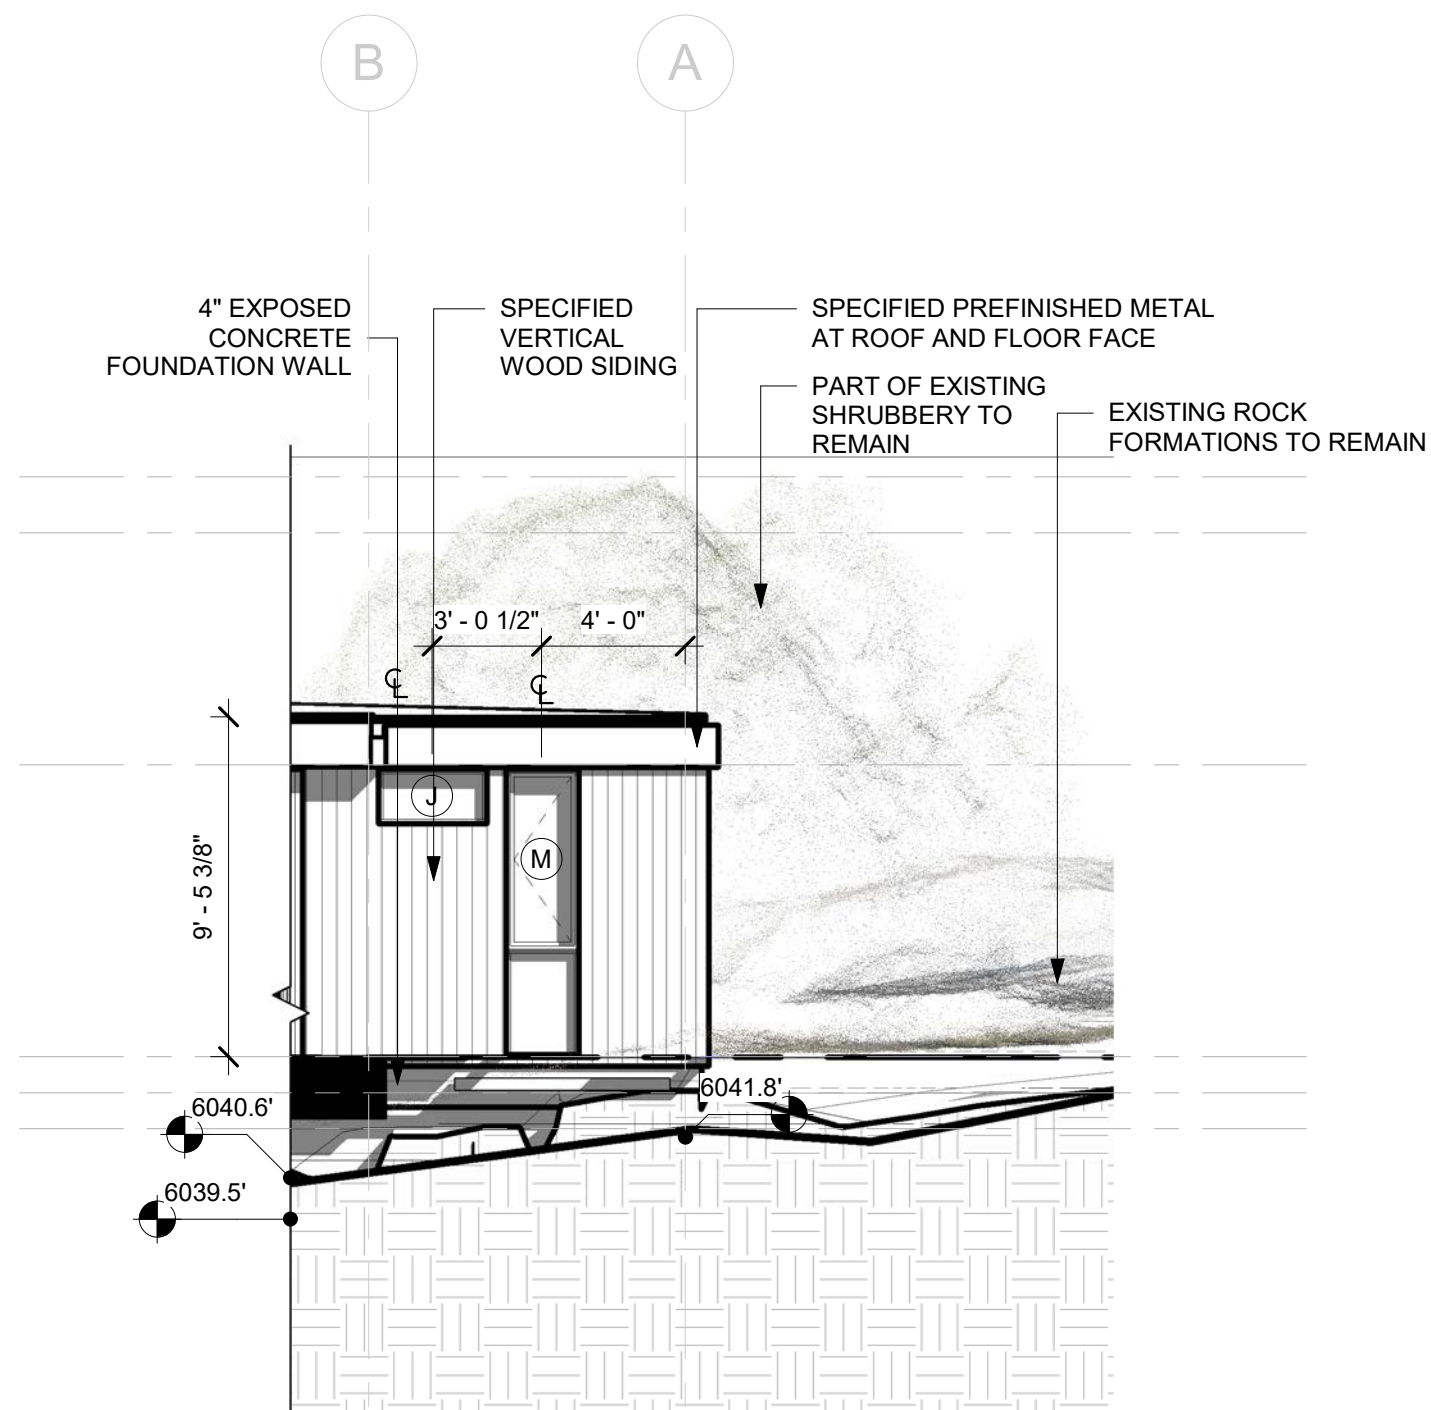 B
A
4" EXPOSED
CONCRETE
FOUNDATION WALL
SPECIFIED
VERTICAL
WOOD SIDING
SPECIFIED PREFINISHED METAL
AT ROOF AND FLOOR FACE
PART OF EXISTING
SHRUBBERY TO
REMAIN
EXISTING ROCK
FORMATIONS TO REMAIN
3' - 0 1/2"
4' - 0"
℄
℄
J
M
9' - 5 3/8"
6041.8'
6040.6'
6039.5'